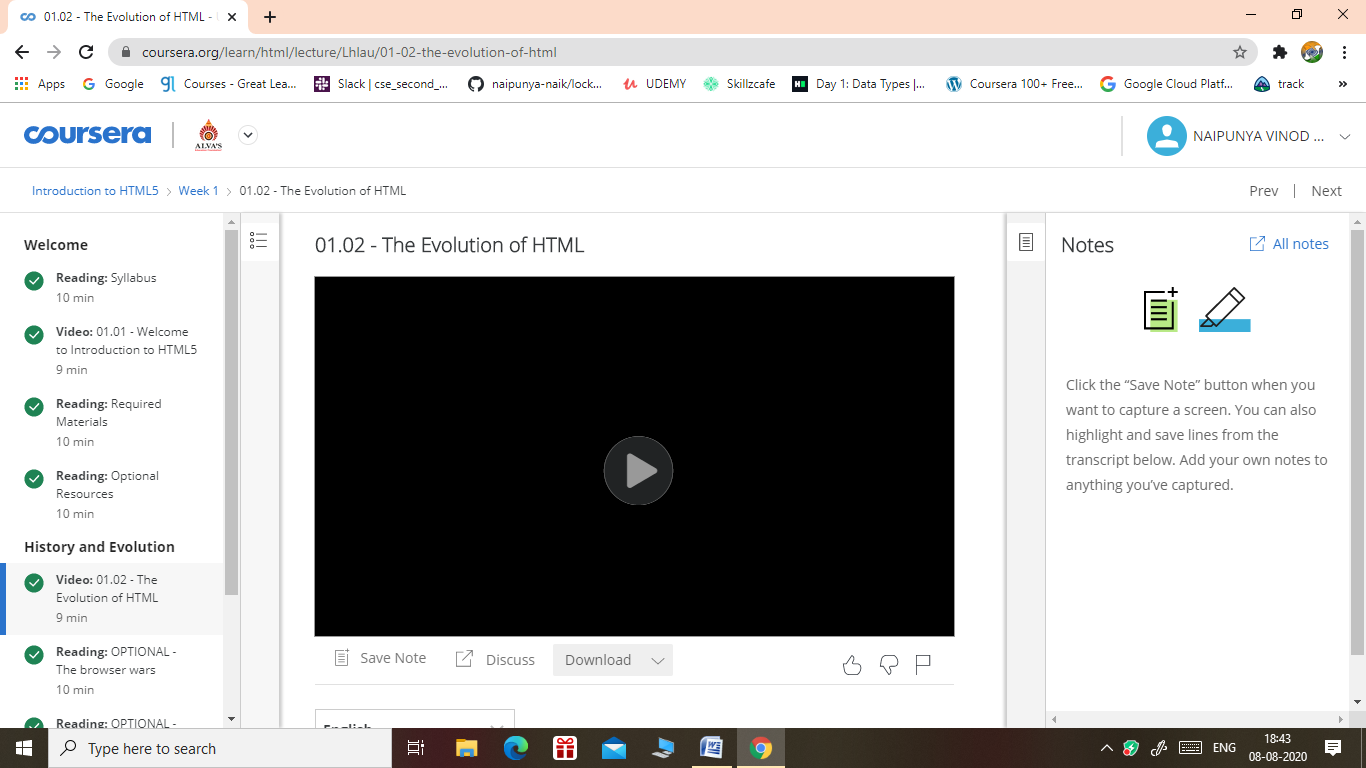 01.02 - The Evolution of HTML -
coursera.org/learn/html/lecture/Lhlau/01-02-the-evolution-of-html
Apps Google Courses - Great Lea... Slack | cse_second_... naipunya-naik/lock... UDEMY Skillzcafe Day 1: Data Types |... Coursera 100+ Free... Google Cloud Platf... track »
coursera ALVA'S NAIPUNYA VINOD ...
Introduction to HTML5 > Week 1 > 01.02 - The Evolution of HTML Prev | Next
Welcome
Reading: Syllabus
10 min
Video: 01.01 - Welcome
to Introduction to HTML5
9 min
Reading: Required
Materials
10 min
Reading: Optional
Resources
10 min
History and Evolution
Video: 01.02 - The
Evolution of HTML
9 min
Reading: OPTIONAL -
The browser wars
10 min
Reading: OPTIONAL -
01.02 - The Evolution of HTML
Save Note Discuss Download
English
Notes All notes
Click the “Save Note” button when you
want to capture a screen. You can also
highlight and save lines from the
transcript below. Add your own notes to
anything you’ve captured.
Type here to search
ENG
18:43
08-08-2020